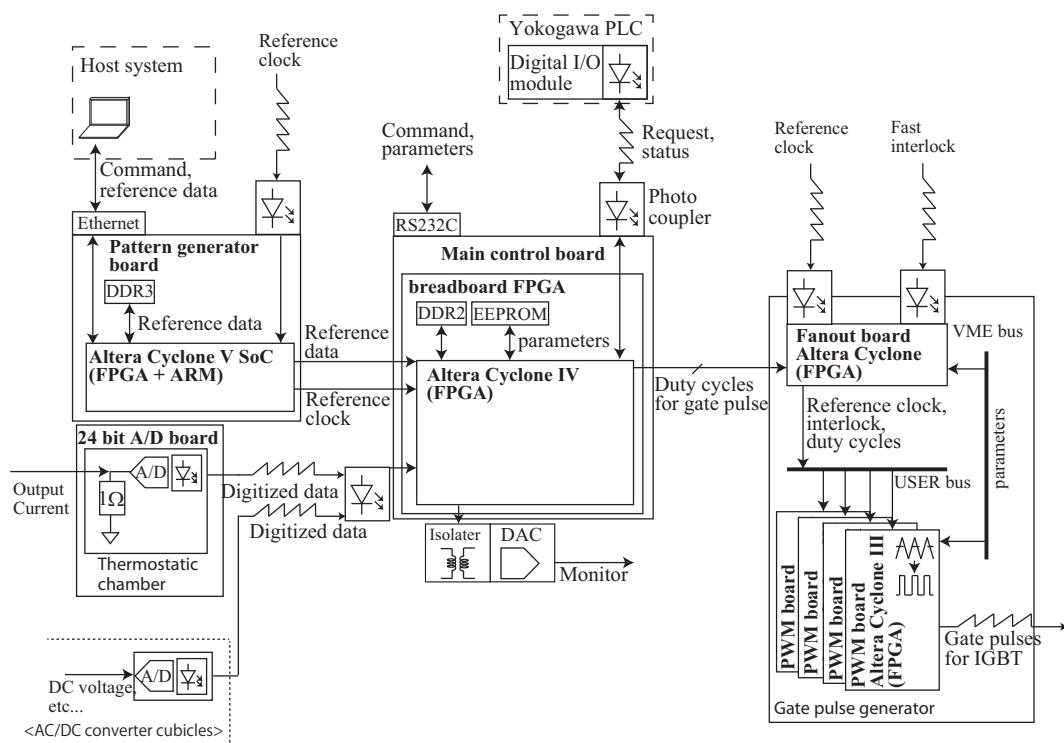 Host system
Reference
clock
Yokogawa PLC
Digital I/O
module
Command,
reference data
Command,
parameters
Request,
status
Reference
clock
Fast
interlock
Ethernet
RS232C
Photo
coupler
Pattern generator
board
DDR3
Reference data
Altera Cyclone V SoC
(FPGA + ARM)
Reference
data
Reference
clock
Main control board
breadboard FPGA
DDR2
EEPROM
parameters
Altera Cyclone IV
(FPGA)
Duty cycles
for gate pulse
VME bus
Fanout board
Altera Cyclone
(FPGA)
Reference clock,
interlock,
duty cycles
parameters
USER bus
24 bit A/D board
A/D
1Ω
Output
Current
Thermostatic
chamber
Digitized data
Digitized data
Isolater
DAC
Monitor
PWM board
PWM board
PWM board
PWM board
Altera Cyclone III
(FPGA)
Gate pulses
for IGBT
Gate pulse generator
A/D
DC voltage,
etc...
<AC/DC converter cubicles>